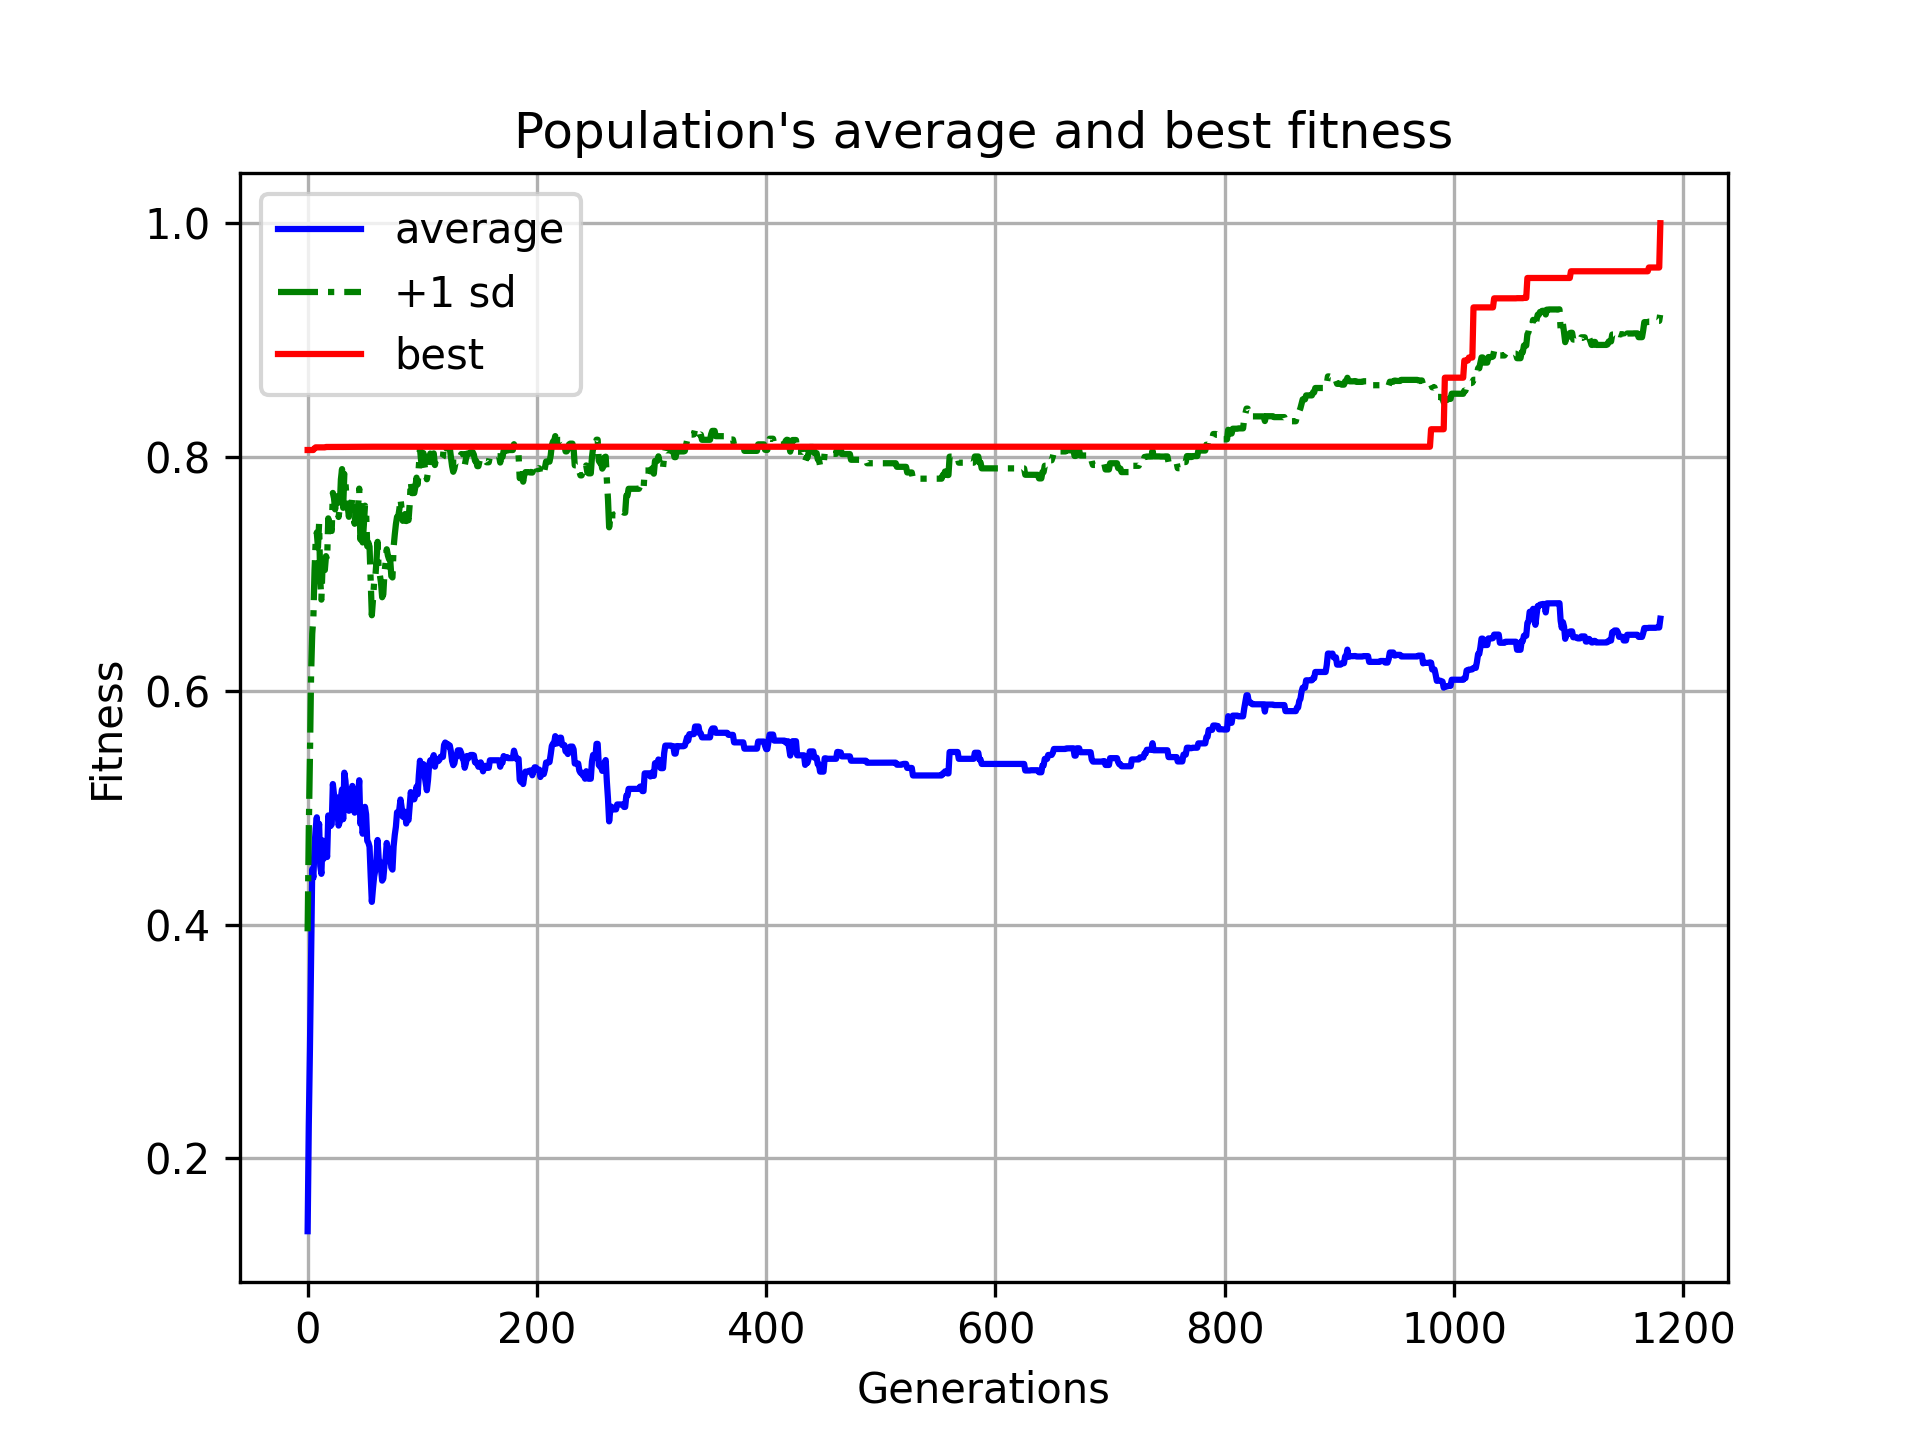 Population's average and best fitness
average
+1 sd
best
1.0
0.8
0.6
0.4
0.2
Fitness
0 200 400 600 800 1000 1200
Generations